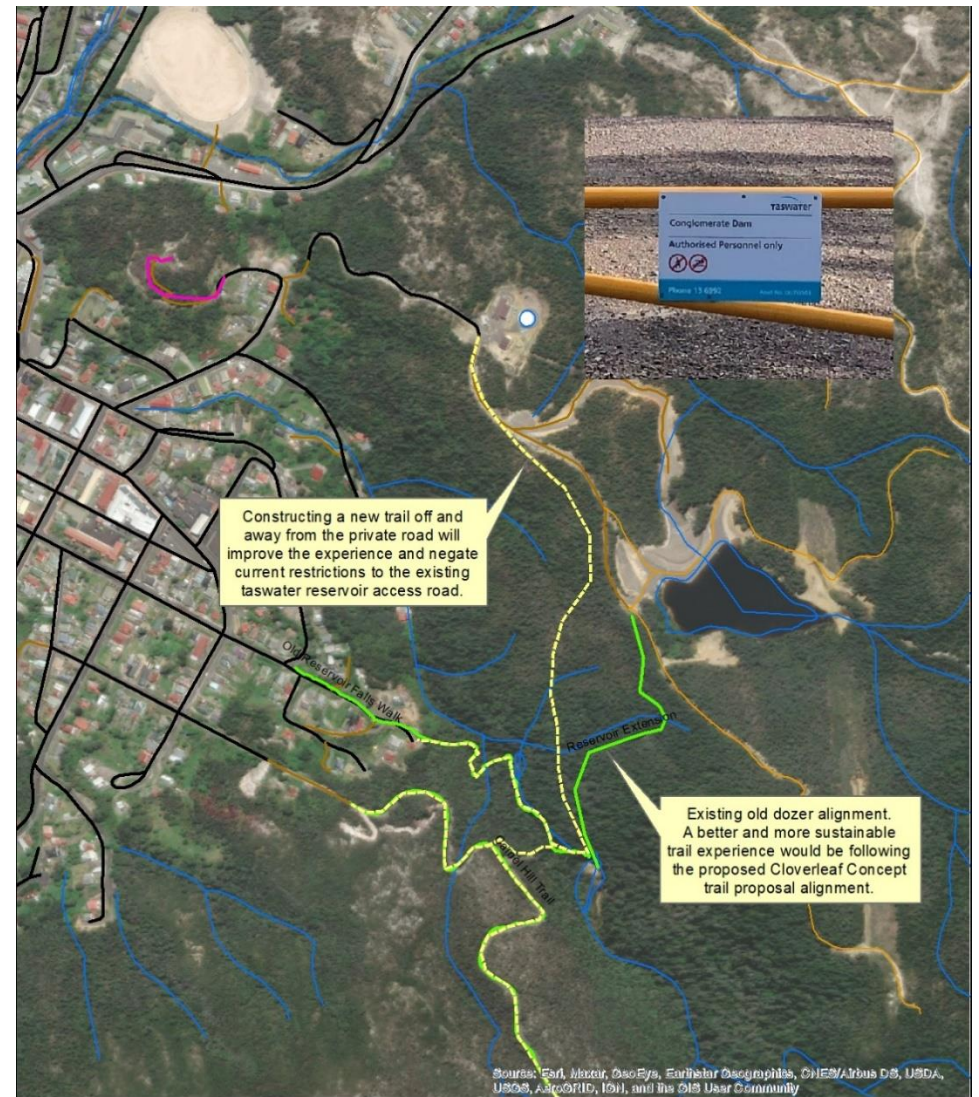 TASWATER
Conglomerate Dam
Authorised Personnel only
Phone 13 6992
Constructing a new trail off and
away from the private road will
improve the experience and negate
current restrictions to the existing
taswater reservoir access road.
Old Reservoir Falls Walk
Reservoir Extension
Existing old dozer alignment.
A better and more sustainable
trail experience would be following
the proposed Cloverleaf Concept
trail proposal alignment.
Hill Trail
Source: Esri, Maxar, GeoEye, Earthstar Geographics, CNES/Airbus DS, USDA,
USGS, AeroGRID, IGN, and the GIS User Community